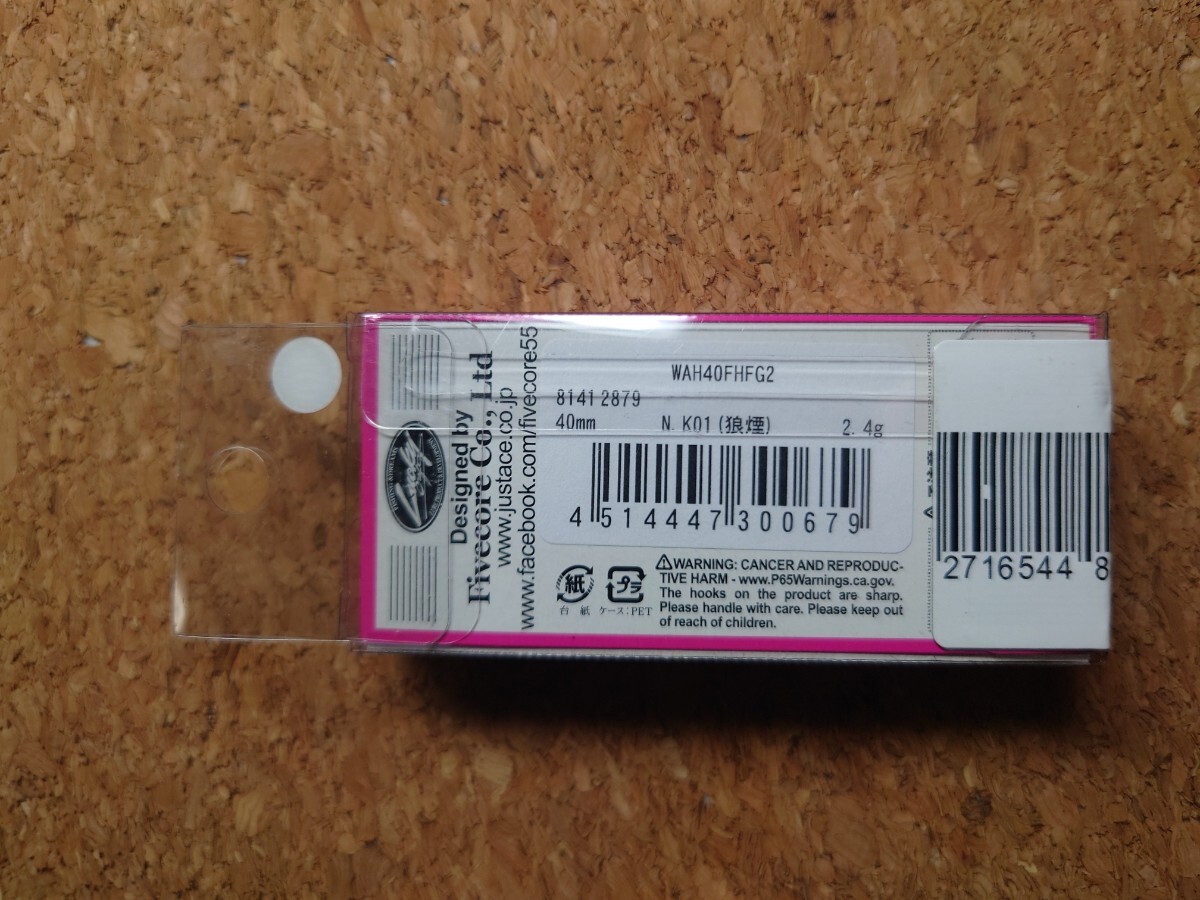 Designed by
Fivecore Co., Ltd
www.justace.co.jp
www.facebook.com/fivecore55
WAH40FHFG2
81412879
40mm N. K01 (狼煙) 2. 4g
4 514447 300679
紙
台 紙
プラ
ケース:PET
⚠WARNING: CANCER AND REPRODUC-
TIVE HARM - www.P65Warnings.ca.gov.
The hooks on the product are sharp.
Please handle with care. Please keep out
of reach of children.
2716544 8